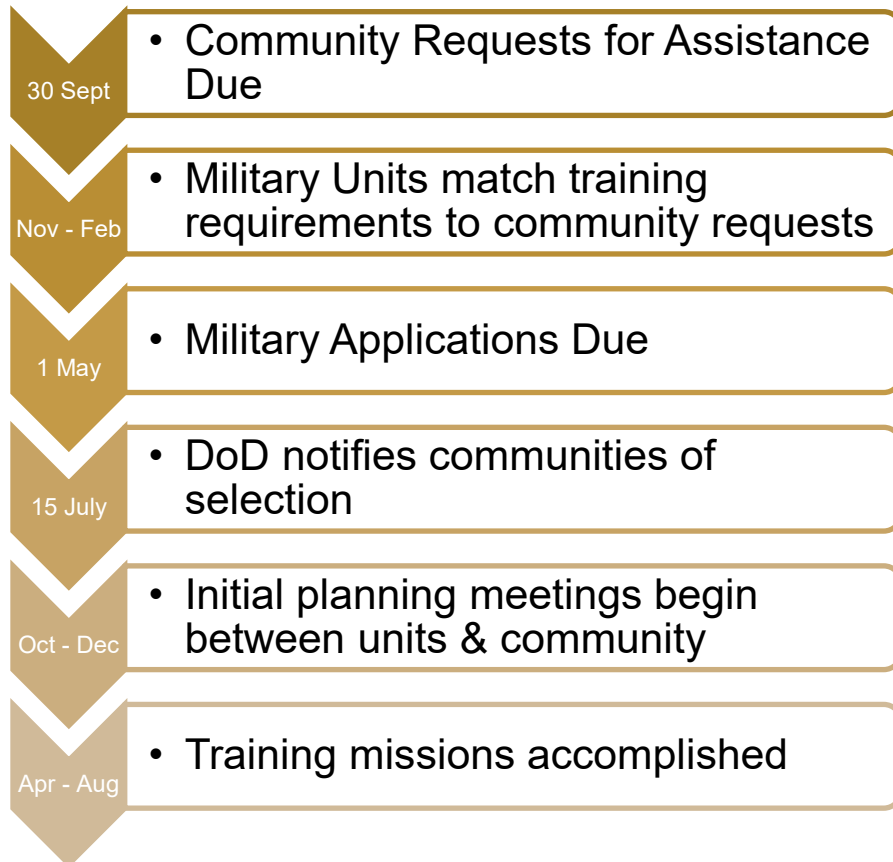 30 Sept
• Community Requests for Assistance
Due
Nov - Feb
• Military Units match training
requirements to community requests
1 May
• Military Applications Due
15 July
• DoD notifies communities of
selection
Oct - Dec
• Initial planning meetings begin
between units & community
Apr - Aug
• Training missions accomplished